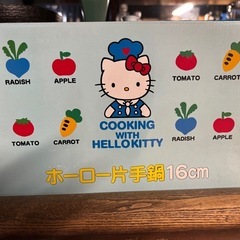 RADISH
APPLE
TOMATO
CARROT
TOMATO
CARROT
RADISH
APPLE
COOKING
WITH
HELLO KITTY
ホーロー片手鍋16cm